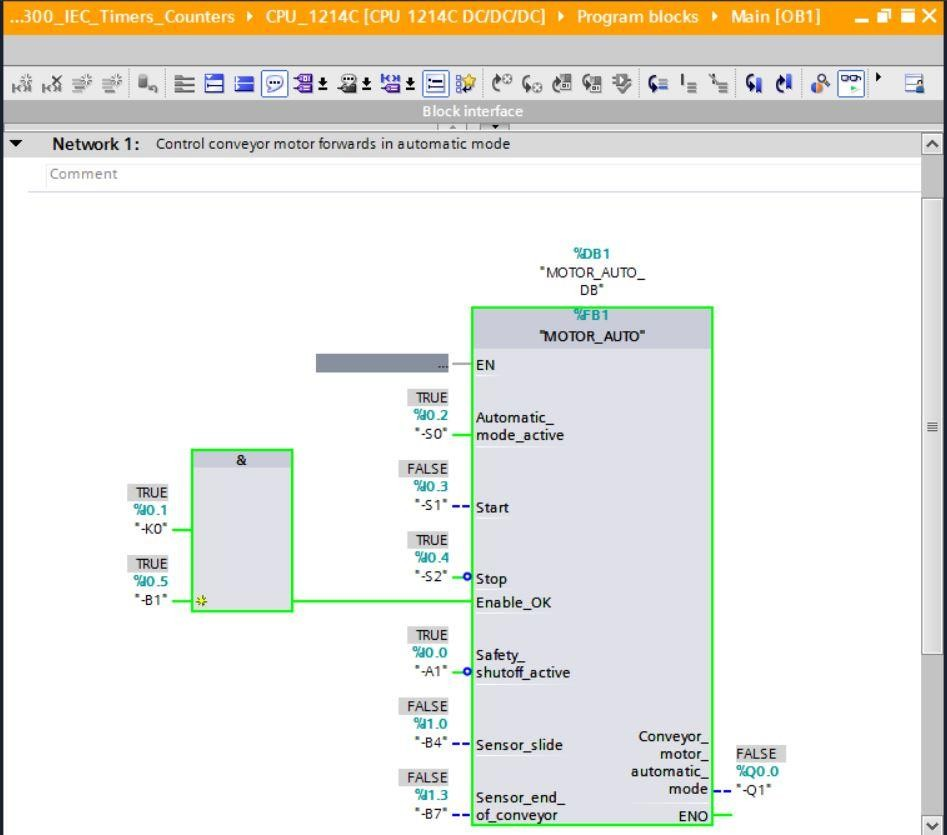 ...300_IEC_Timers_Counters ▸ CPU_1214C [CPU 1214C DC/DC/DC] ▸ Program blocks ▸ Main [OB1]
Block interface
Network 1: Control conveyor motor forwards in automatic mode
Comment
%DB1
"MOTOR_AUTO_
DB"
%FB1
"MOTOR_AUTO"
... EN
TRUE
%I0.2
"-S0"
Automatic_
mode_active
FALSE
%I0.3
"-S1"
Start
&
TRUE
%I0.1
"-K0"
TRUE
%I0.4
"-S2"
Stop
TRUE
%I0.5
"-B1"
Enable_OK
TRUE
%I0.0
"-A1"
Safety_
shutoff_active
FALSE
%I1.0
"-B4"
Sensor_slide
FALSE
%I1.3
"-B7"
Sensor_end_
of_conveyor
Conveyor_
motor_
automatic_
mode
FALSE
%Q0.0
"-Q1"
ENO